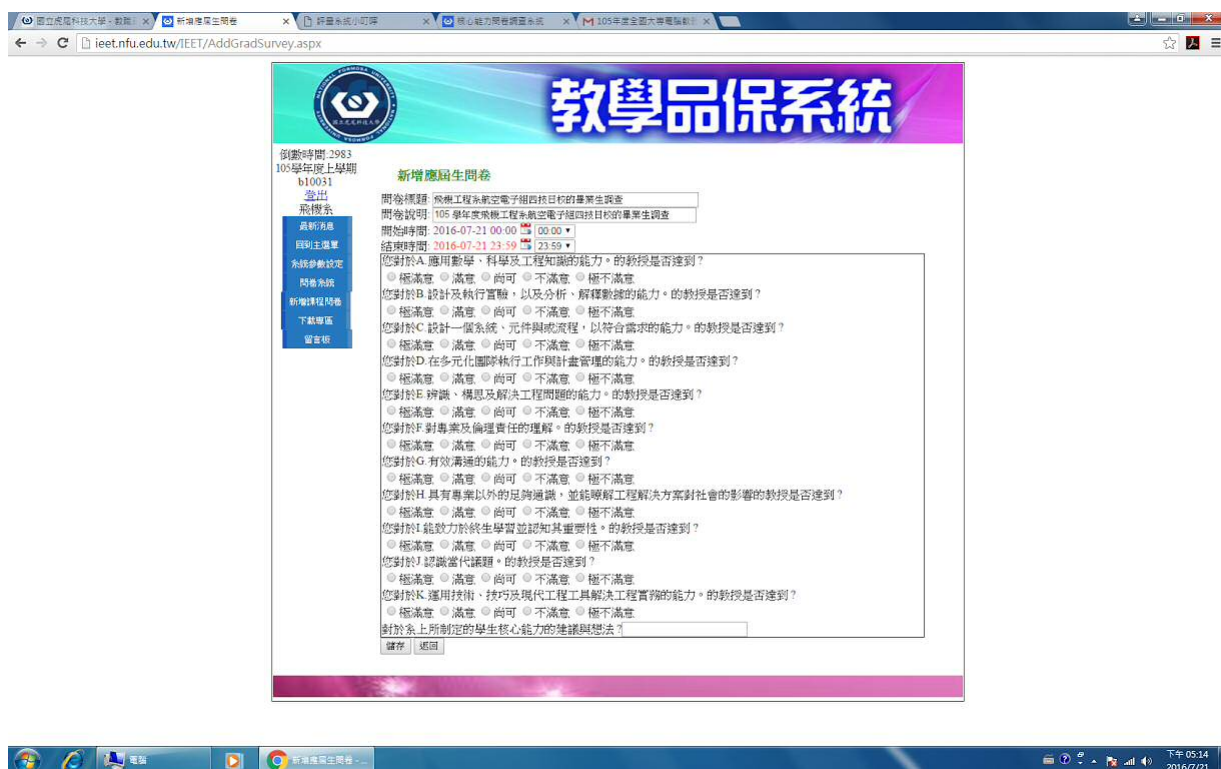 國立虎尾科技大學 - 教職
新增應屆生問卷
評量系統小叮嚀
核心能力問卷調查系統
105年度全國大專電腦軟
ieet.nfu.edu.tw/IEET/AddGradSurvey.aspx
教學品保系統
倒數時間:2983
105學年度上學期
b10031
登出
飛機系
最新消息
回到主選單
系統參數設定
問卷系統
新增課程問卷
下載專區
留言板
新增應屆生問卷
問卷標題: 飛機工程系航空電子組四技日校的畢業生調查
問卷說明: 105 學年度飛機工程系航空電子組四技日校的畢業生調查
開始時間: 2016-07-21 00:00 00:00
結束時間: 2016-07-21 23:59 23:59
您對於A.應用數學、科學及工程知識的能力。的教授是否達到?
極滿意 滿意 尚可 不滿意 極不滿意
您對於B.設計及執行實驗，以及分析、解釋數據的能力。的教授是否達到?
極滿意 滿意 尚可 不滿意 極不滿意
您對於C.設計一個系統、元件與或流程，以符合需求的能力。的教授是否達到?
極滿意 滿意 尚可 不滿意 極不滿意
您對於D.在多元化團隊執行工作與計畫管理的能力。的教授是否達到?
極滿意 滿意 尚可 不滿意 極不滿意
您對於E.辨識、構思及解決工程問題的能力。的教授是否達到?
極滿意 滿意 尚可 不滿意 極不滿意
您對於F.對專業及倫理責任的理解。的教授是否達到?
極滿意 滿意 尚可 不滿意 極不滿意
您對於G.有效溝通的能力。的教授是否達到?
極滿意 滿意 尚可 不滿意 極不滿意
您對於H.具有專業以外的足夠通識，並能瞭解工程解決方案對社會的影響的教授是否達到?
極滿意 滿意 尚可 不滿意 極不滿意
您對於I.能致力於終生學習並認知其重要性。的教授是否達到?
極滿意 滿意 尚可 不滿意 極不滿意
您對於J.認識當代議題。的教授是否達到?
極滿意 滿意 尚可 不滿意 極不滿意
您對於K.運用技術、技巧及現代工程工具解決工程實務的能力。的教授是否達到?
極滿意 滿意 尚可 不滿意 極不滿意
對於系上所制定的學生核心能力的建議與想法?
儲存 返回
電腦
新增應屆生問卷 - ...
下午 05:14
2016/7/21